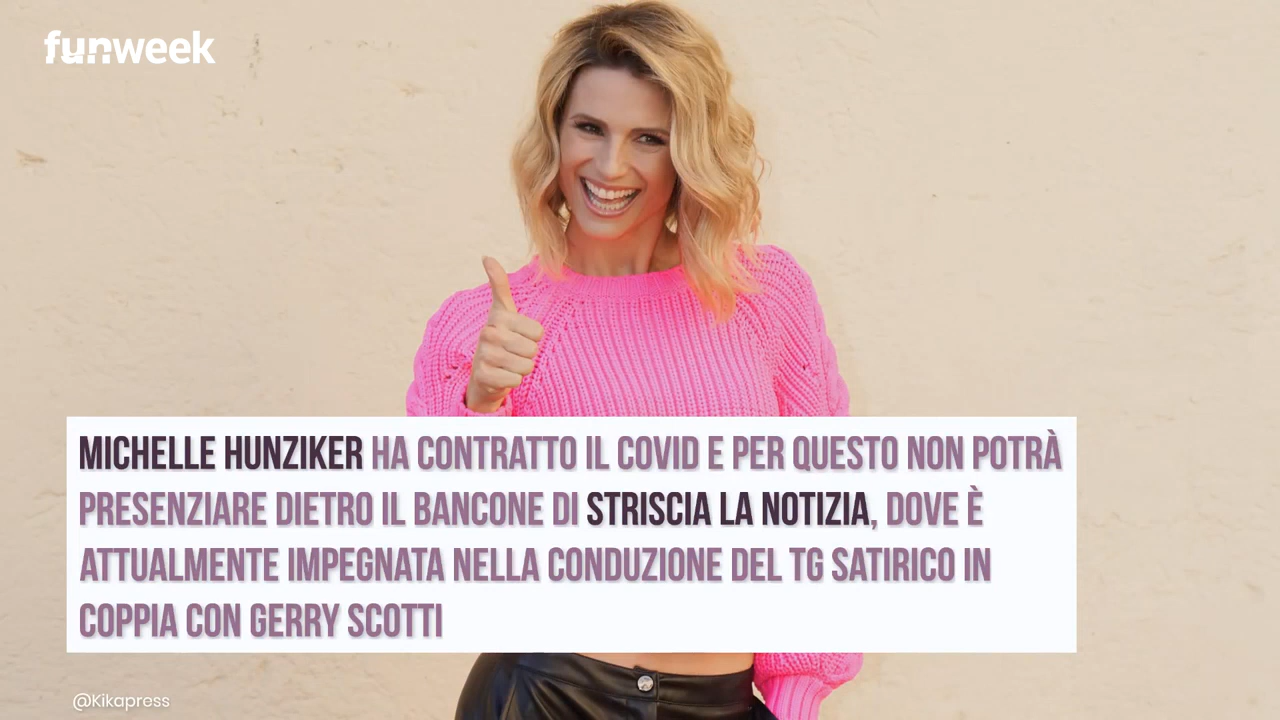 funweek
MICHELLE HUNZIKER HA CONTRATTO IL COVID E PER QUESTO NON POTRÀ
PRESENZIARE DIETRO IL BANCONE DI STRISCIA LA NOTIZIA, DOVE È
ATTUALMENTE IMPEGNATA NELLA CONDUZIONE DEL TG SATIRICO IN
COPPIA CON GERRY SCOTTI
@Kikapress